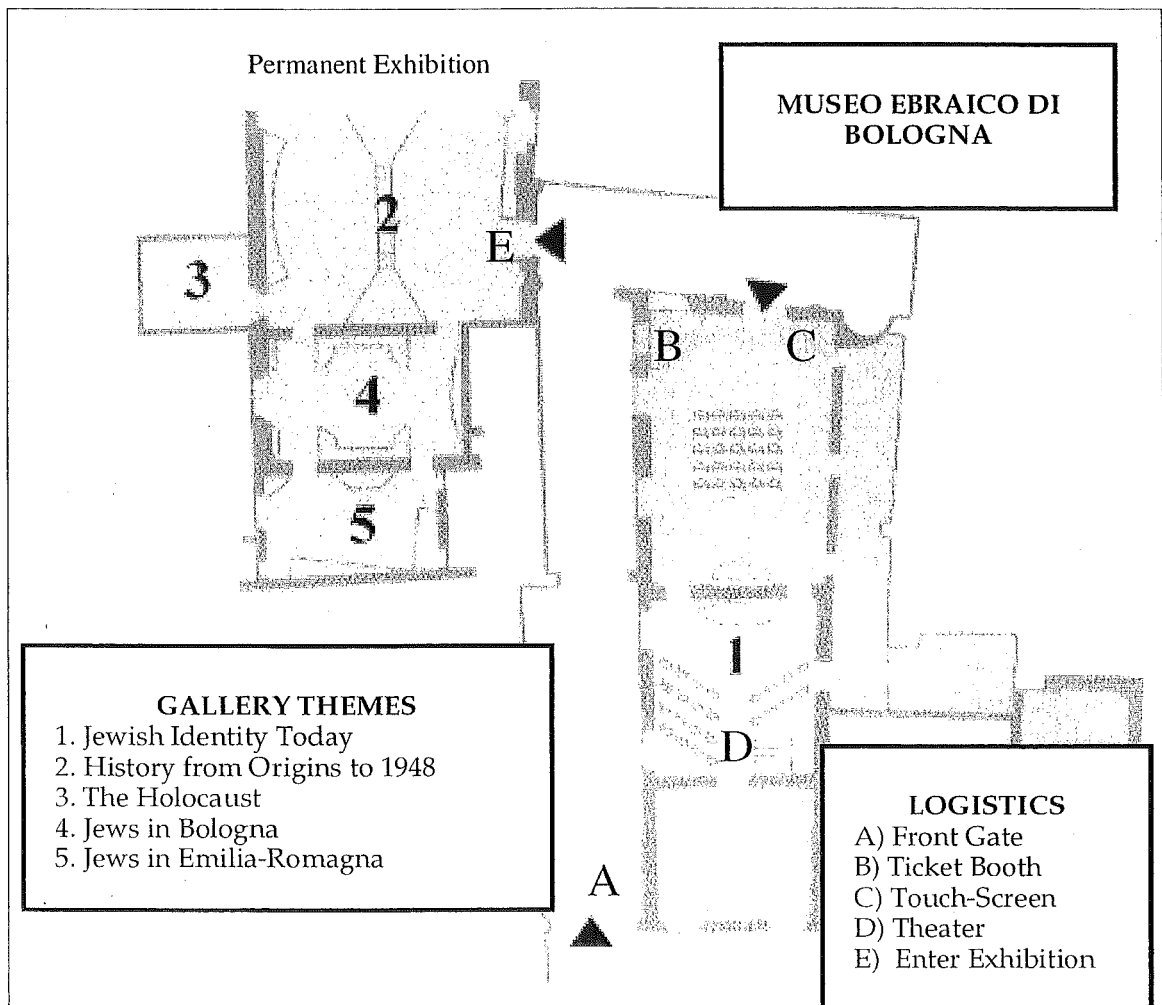 Permanent Exhibition
MUSEO EBRAICO DI
BOLOGNA
2
E
3
B
C
4
5
1
D
A
GALLERY THEMES
1. Jewish Identity Today
2. History from Origins to 1948
3. The Holocaust
4. Jews in Bologna
5. Jews in Emilia-Romagna
LOGISTICS
A) Front Gate
B) Ticket Booth
C) Touch-Screen
D) Theater
E) Enter Exhibition